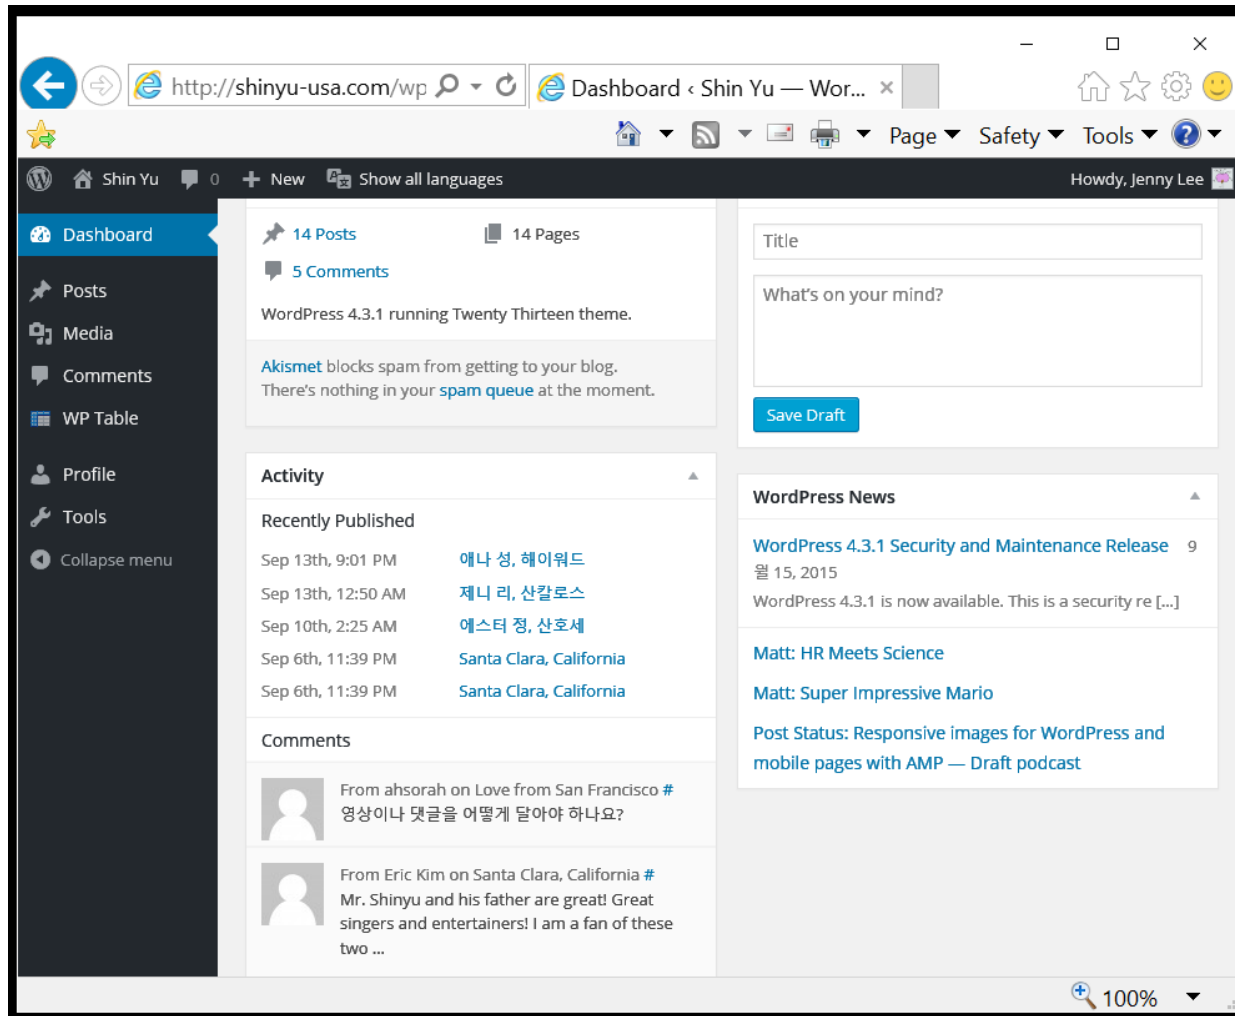 http://shinyu-usa.com/wp
Dashboard ‹ Shin Yu — Wor...
Page
Safety
Tools
Shin Yu
0
New
Show all languages
Howdy, Jenny Lee
Dashboard
Posts
Media
Comments
WP Table
Profile
Tools
Collapse menu
14 Posts
14 Pages
5 Comments
WordPress 4.3.1 running Twenty Thirteen theme.
Akismet blocks spam from getting to your blog.
There's nothing in your spam queue at the moment.
Activity
Recently Published
Sep 13th, 9:01 PM 애나 성, 해이워드
Sep 13th, 12:50 AM 제니 리, 산칼로스
Sep 10th, 2:25 AM 에스터 정, 산호세
Sep 6th, 11:39 PM Santa Clara, California
Sep 6th, 11:39 PM Santa Clara, California
Comments
From ahsorah on Love from San Francisco #
영상이나 댓글을 어떻게 달아야 하나요?
From Eric Kim on Santa Clara, California #
Mr. Shinyu and his father are great! Great
singers and entertainers! I am a fan of these
two ...
Title
What's on your mind?
Save Draft
WordPress News
WordPress 4.3.1 Security and Maintenance Release 9
월 15, 2015
WordPress 4.3.1 is now available. This is a security re [...]
Matt: HR Meets Science
Matt: Super Impressive Mario
Post Status: Responsive images for WordPress and
mobile pages with AMP — Draft podcast
100%